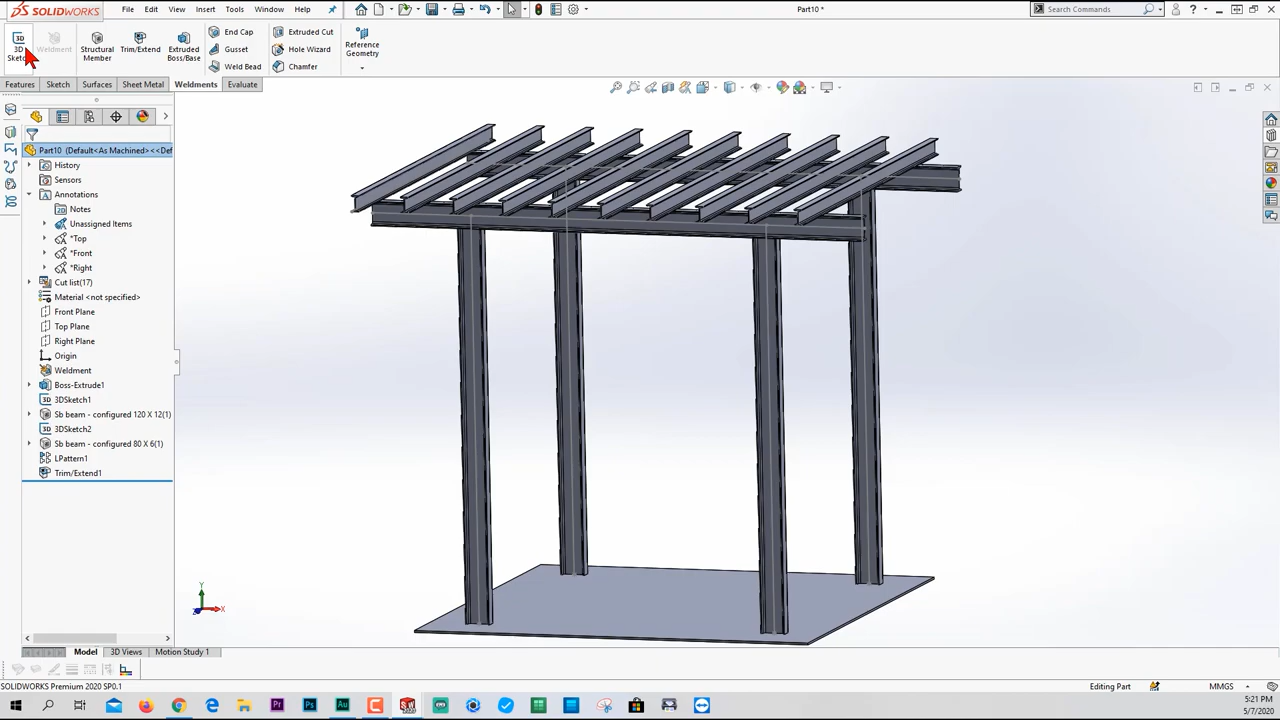 SOLIDWORKS
File
Edit
View
Insert
Tools
Window
Part10 *
Search Commands
3D
Weldment
Structural
Member
Trim/Extend
Extruded
Boss/Base
End Cap
Gusset
Weld Bead
Extruded Cut
Hole Wizard
Chamfer
Reference
Geometry
Features
Sketch
Surfaces
Sheet Metal
Weldments
Evaluate
Part10 (Default<As Machined><<Def
History
Sensors
Annotations
Notes
Unassigned Items
*Top
*Front
*Right
Cut list(17)
Material <not specified>
Front Plane
Top Plane
Right Plane
Origin
Weldment
Boss-Extrude1
3D 3DSketch1
Sb beam - configured 120 X 12(1)
3D 3DSketch2
Sb beam - configured 80 X 6(1)
LPattern1
Trim/Extend1
Y
X
Z
Model
3D Views
Motion Study 1
SOLIDWORKS Premium 2020 SP0.1
Editing Part
MMGS
Pr
Ps
Au
5:21 PM
5/7/2020